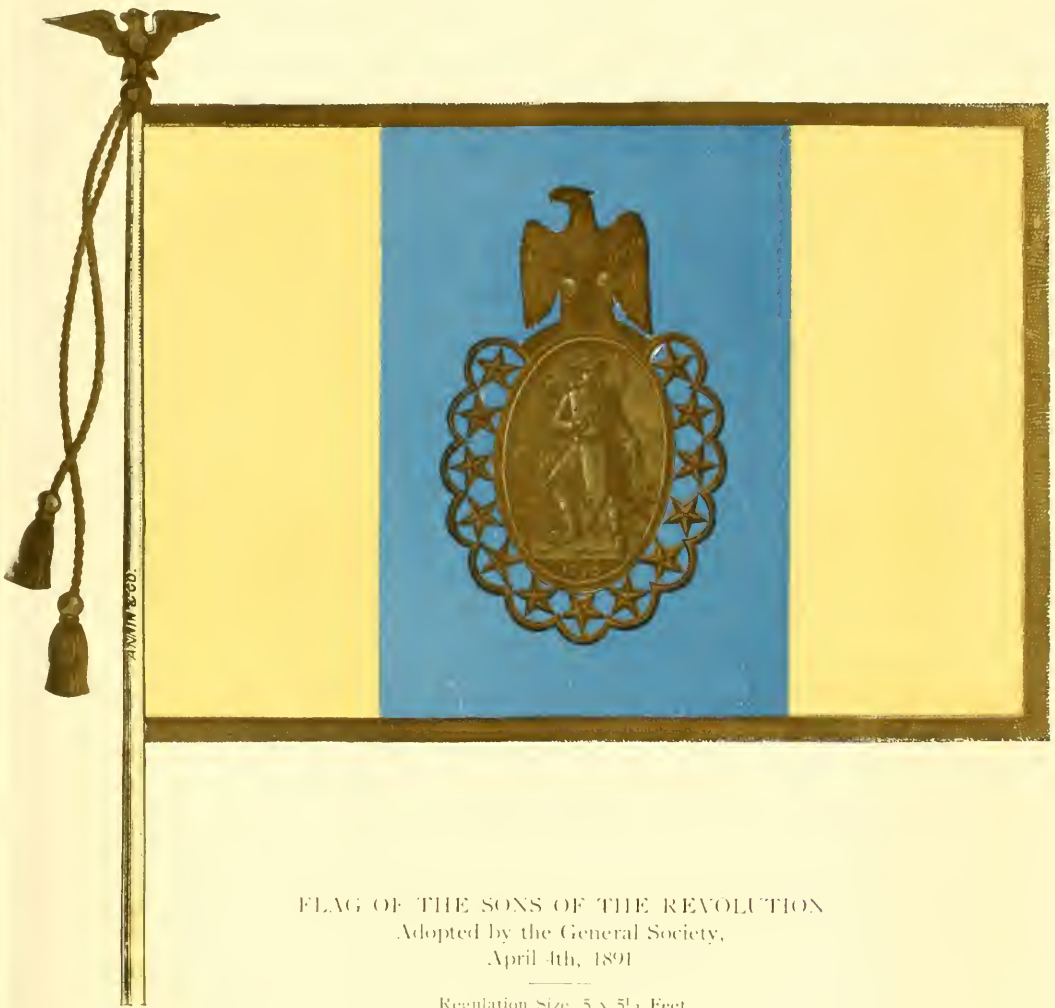 ANNIN & CO.
FLAG OF THE SONS OF THE REVOLUTION
Adopted by the General Society,
April 4th, 1891
Regulation Size, 5 x 5½ Feet